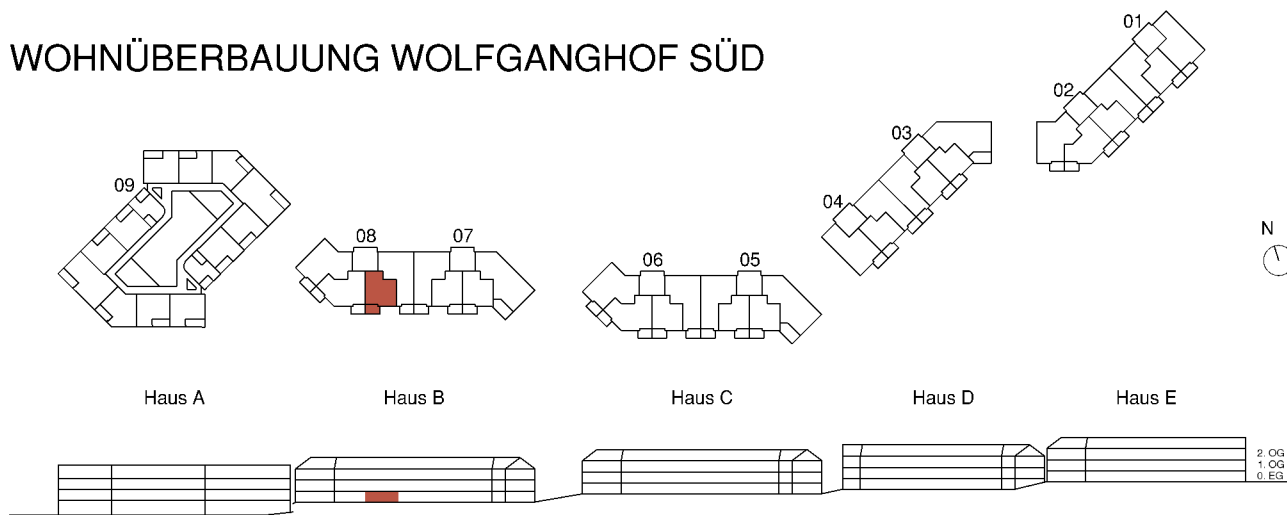 WOHNÜBERBAUUNG WOLFGANGHOF SÜD
01
02
03
04
09
08
07
06
05
N
Haus A
Haus B
Haus C
Haus D
Haus E
2. OG
1. OG
0. EG